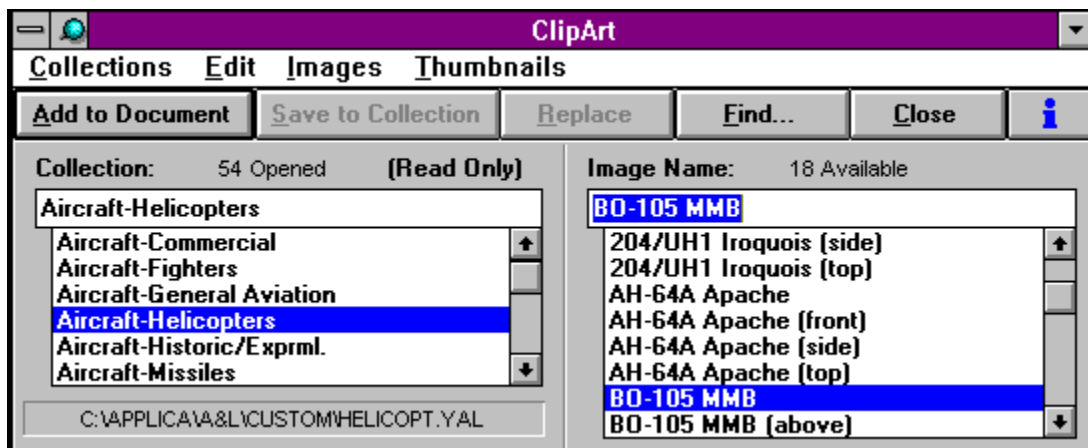 ClipArt
Collections Edit Images Thumbnails
Add to Document Save to Collection Replace Find... Close i
Collection: 54 Opened (Read Only)
Aircraft-Helicopters
Aircraft-Commercial
Aircraft-Fighters
Aircraft-General Aviation
Aircraft-Helicopters
Aircraft-Historic/Exprml.
Aircraft-Missiles
C:\APPLICA\A&L\CUSTOM\HELICOPT.YAL
Image Name: 18 Available
BO-105 MMB
204/UH1 Iroquois (side)
204/UH1 Iroquois (top)
AH-64A Apache
AH-64A Apache (front)
AH-64A Apache (side)
AH-64A Apache (top)
BO-105 MMB
BO-105 MMB (above)